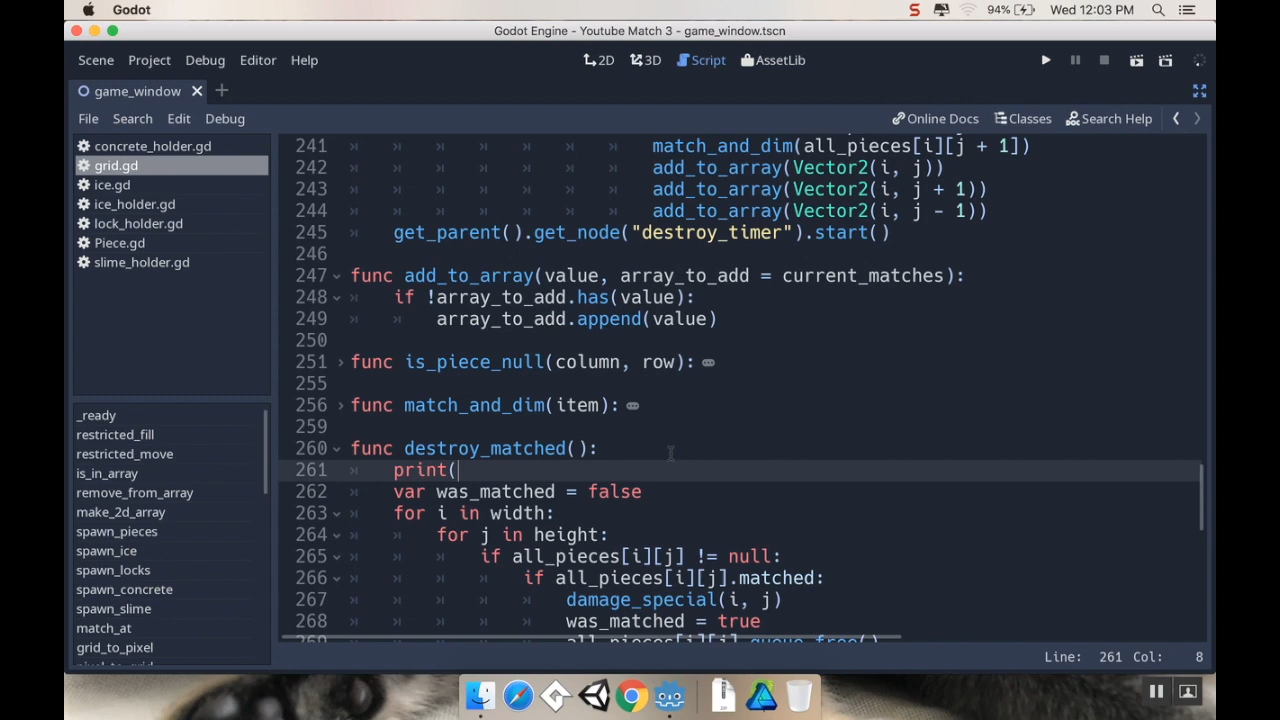 Godot
S
94%
Wed 12:03 PM
Godot Engine - Youtube Match 3 - game_window.tscn
Scene Project Debug Editor Help
2D 3D Script AssetLib
game_window
File Search Edit Debug
Online Docs Classes Search Help
concrete_holder.gd
grid.gd
ice.gd
ice_holder.gd
lock_holder.gd
Piece.gd
slime_holder.gd
_ready
restricted_fill
restricted_move
is_in_array
remove_from_array
make_2d_array
spawn_pieces
spawn_ice
spawn_locks
spawn_concrete
spawn_slime
match_at
grid_to_pixel
pixel_to_grid
241 match_and_dim(all_pieces[i][j + 1])
242 add_to_array(Vector2(i, j))
243 add_to_array(Vector2(i, j + 1))
244 add_to_array(Vector2(i, j - 1))
245 get_parent().get_node("destroy_timer").start()
246
247 func add_to_array(value, array_to_add = current_matches):
248 if !array_to_add.has(value):
249 array_to_add.append(value)
250
251 func is_piece_null(column, row):
255
256 func match_and_dim(item):
259
260 func destroy_matched():
261 print(
262 var was_matched = false
263 for i in width:
264 for j in height:
265 if all_pieces[i][j] != null:
266 if all_pieces[i][j].matched:
267 damage_special(i, j)
268 was_matched = true
269 all_pieces[i][j].queue_free()
Line: 261 Col: 8